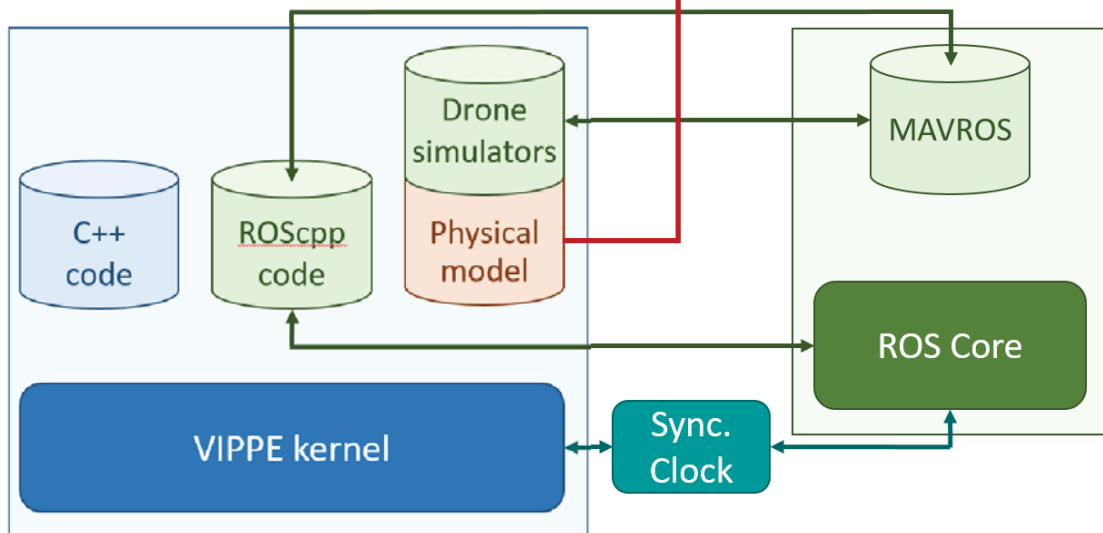 Drone
simulators
MAVROS
C++
code
ROScpp
code
Physical
model
ROS Core
VIPPE kernel
Sync.
Clock